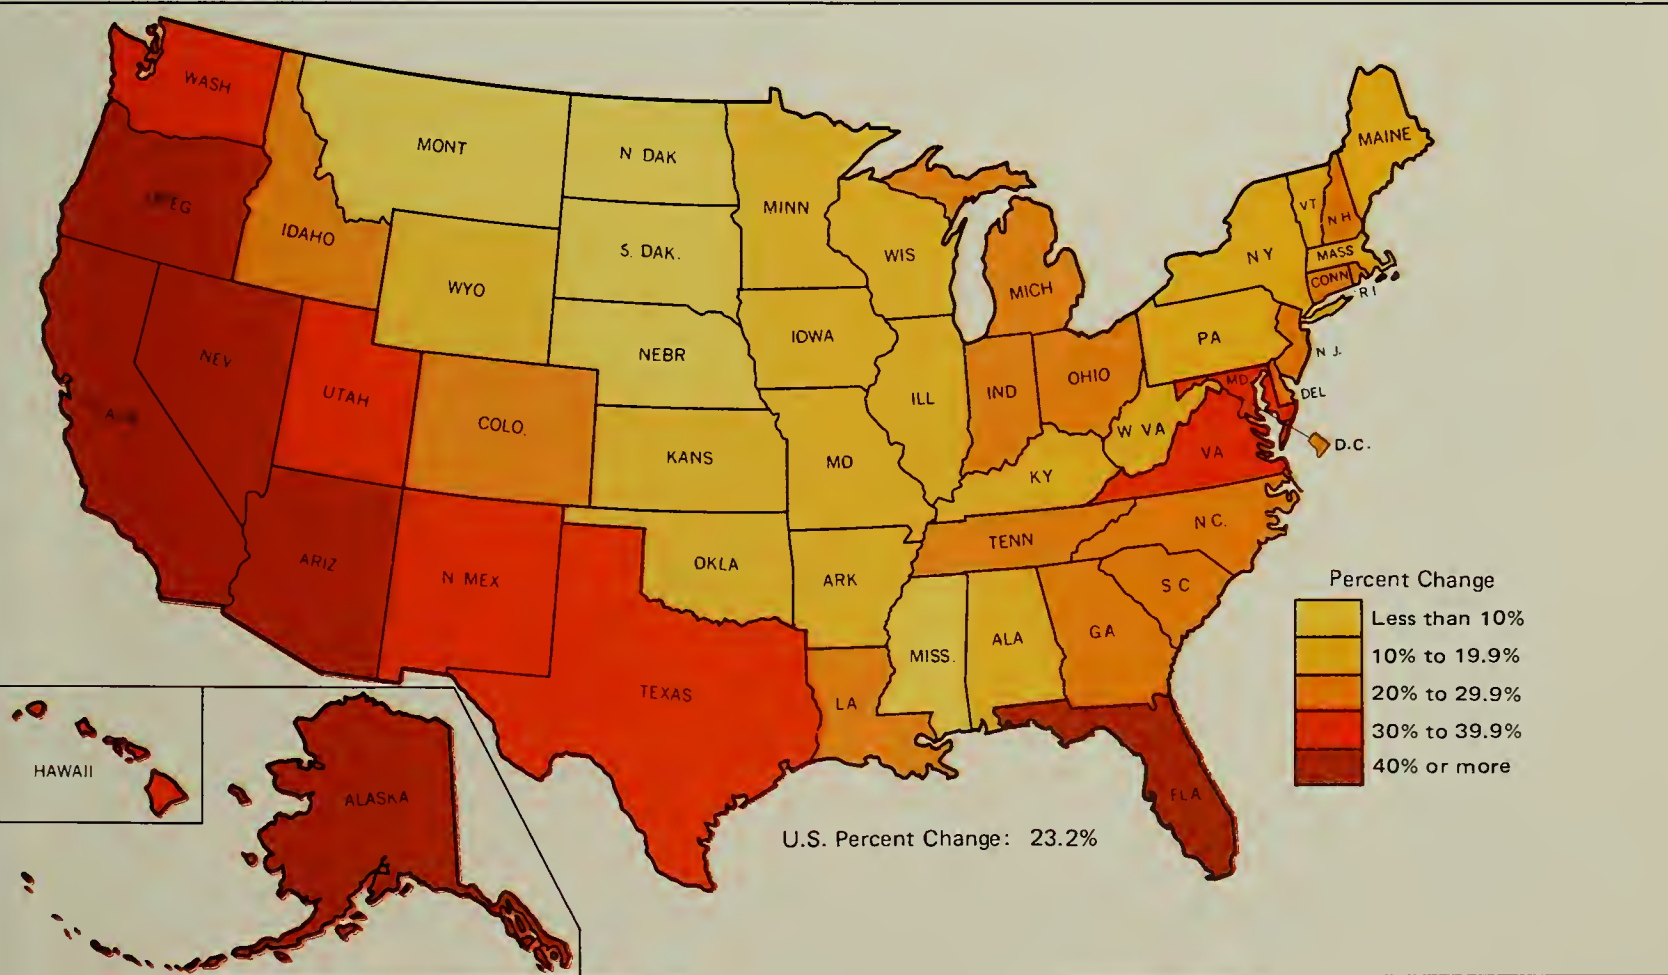 WASH
MONT
N DAK
MINN
MAINE
VT
N H
IDAHO
S. DAK.
WIS
N Y
MASS
CONN
R I
WYO
MICH
IOWA
PA
N J.
NEV
NEBR
UTAH
COLO.
IND
OHIO
MD.
DEL
ILL
W VA
D.C.
KANS
MO
KY
VA
N C.
TENN
ARIZ
N MEX
OKLA
ARK
S C
MISS.
ALA
GA
TEXAS
LA
FLA
HAWAII
ALASKA
Percent Change
Less than 10%
10% to 19.9%
20% to 29.9%
30% to 39.9%
40% or more
U.S. Percent Change: 23.2%